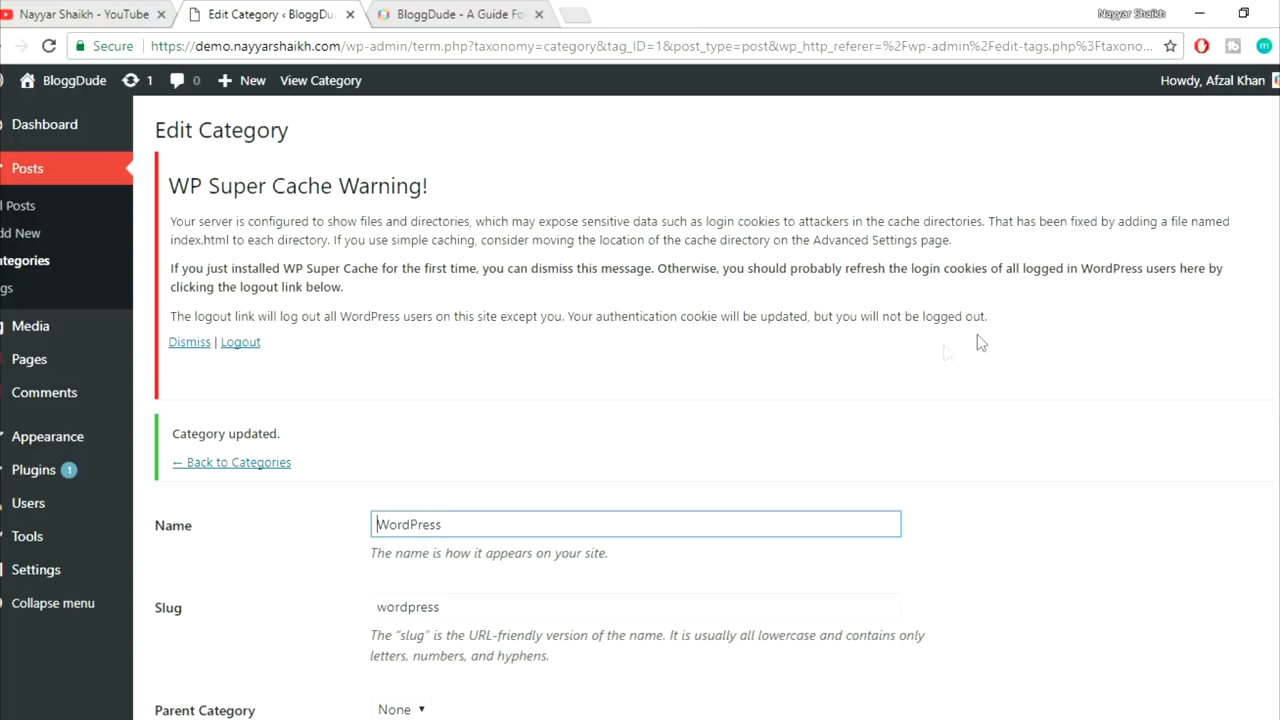 Nayyar Shaikh - YouTube
Edit Category ‹ BloggDu
BloggDude - A Guide Fo
Nayyar Shaikh
Secure
https://demo.nayyarshaikh.com/wp-admin/term.php?taxonomy=category&tag_ID=1&post_type=post&wp_http_referer=%2Fwp-admin%2Fedit-tags.php%3Ftaxono...
BloggDude
1
0
New
View Category
Howdy, Afzal Khan
Dashboard
Posts
l Posts
dd New
ategories
gs
Media
Pages
Comments
Appearance
Plugins 1
Users
Tools
Settings
Collapse menu
Edit Category
WP Super Cache Warning!
Your server is configured to show files and directories, which may expose sensitive data such as login cookies to attackers in the cache directories. That has been fixed by adding a file named
index.html to each directory. If you use simple caching, consider moving the location of the cache directory on the Advanced Settings page.
If you just installed WP Super Cache for the first time, you can dismiss this message. Otherwise, you should probably refresh the login cookies of all logged in WordPress users here by
clicking the logout link below.
The logout link will log out all WordPress users on this site except you. Your authentication cookie will be updated, but you will not be logged out.
Dismiss | Logout
Category updated.
← Back to Categories
Name
WordPress
The name is how it appears on your site.
Slug
wordpress
The “slug” is the URL-friendly version of the name. It is usually all lowercase and contains only
letters, numbers, and hyphens.
Parent Category
None